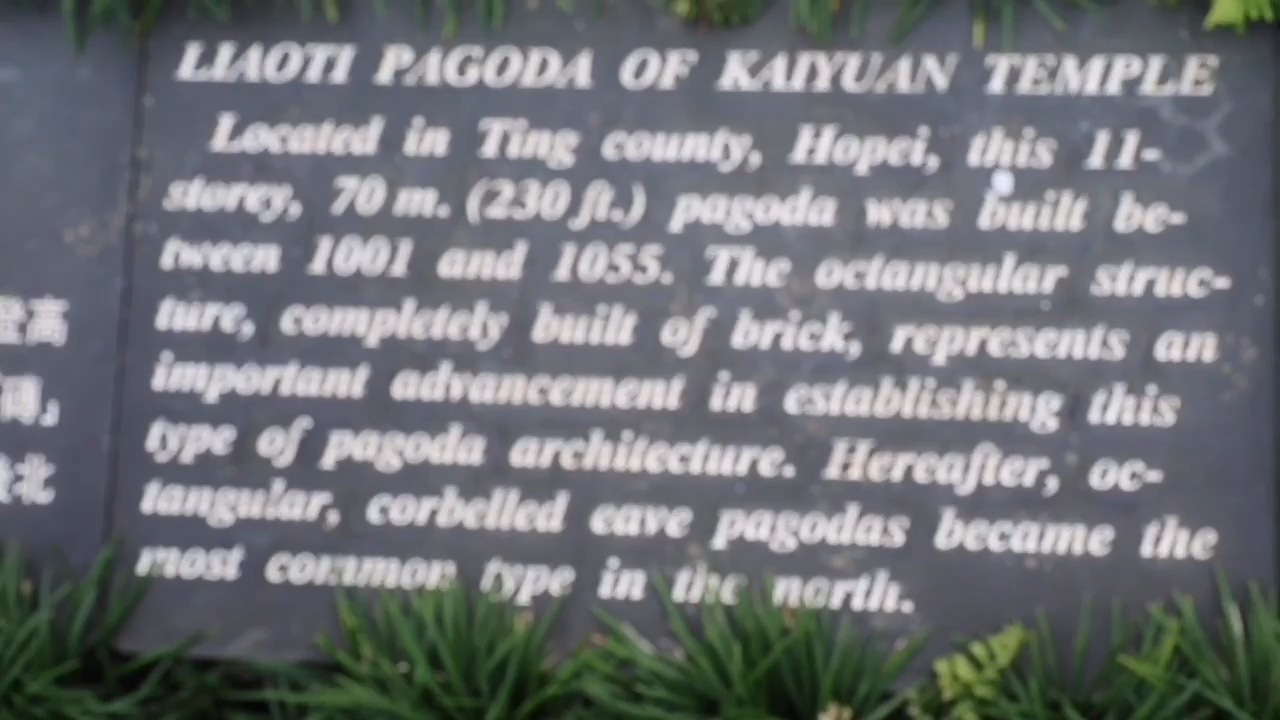 LIAOTI PAGODA OF KAIYUAN TEMPLE
Located in Ting county, Hopei, this 11-
storey, 70 m. (230 ft.) pagoda was built be-
tween 1001 and 1055. The octangular struc-
ture, completely built of brick, represents an
important advancement in establishing this
type of pagoda architecture. Hereafter, oc-
tangular, corbelled eave pagodas became the
most common type in the north.
高
北